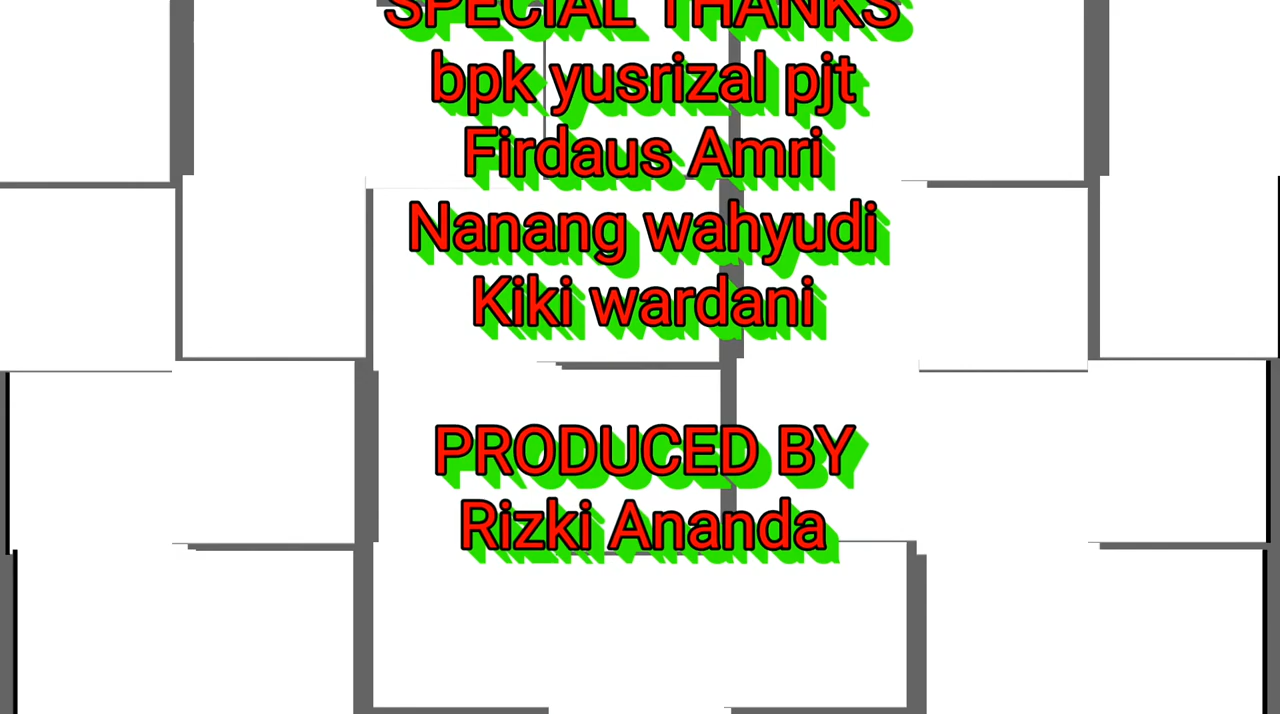 SPECIAL THANKS
bpk yusrizal pjt
Firdaus Amri
Nanang wahyudi
Kiki wardani
PRODUCED BY
Rizki Ananda